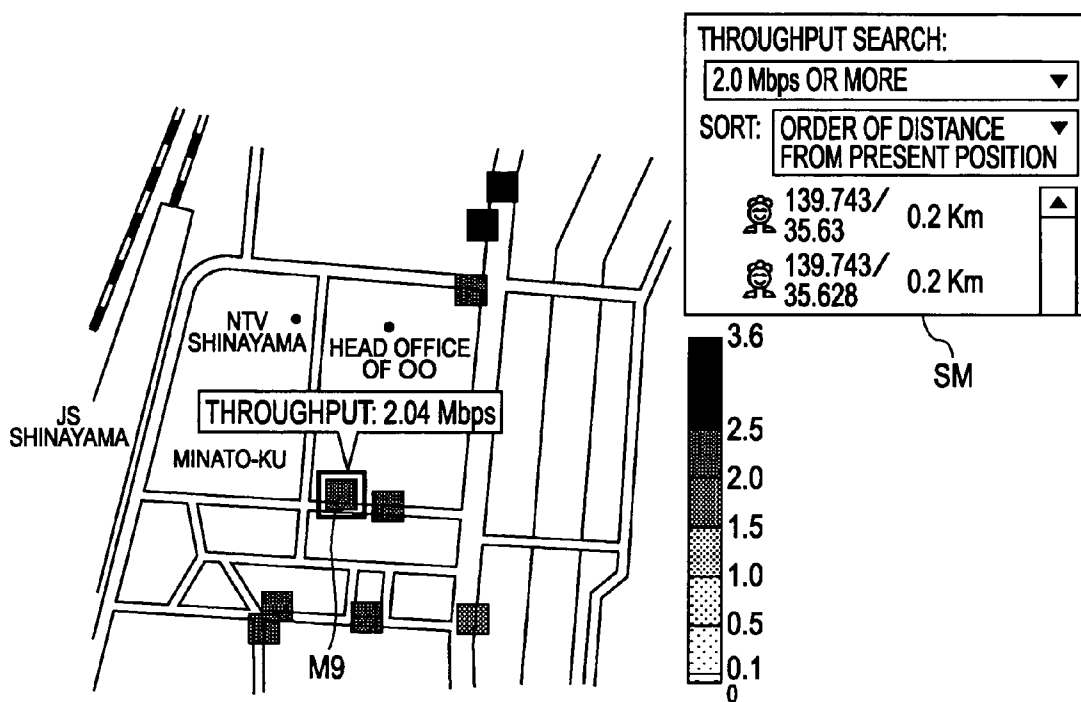 THROUGHPUT SEARCH:
2.0 Mbps OR MORE
SORT:
ORDER OF DISTANCE
FROM PRESENT POSITION
139.743/
35.63
0.2 Km
139.743/
35.628
0.2 Km
SM
NTV
SHINAYAMA
HEAD OFFICE
OF OO
THROUGHPUT: 2.04 Mbps
JS
SHINAYAMA
MINATO-KU
M9
3.6
2.5
2.0
1.5
1.0
0.5
0.1
0